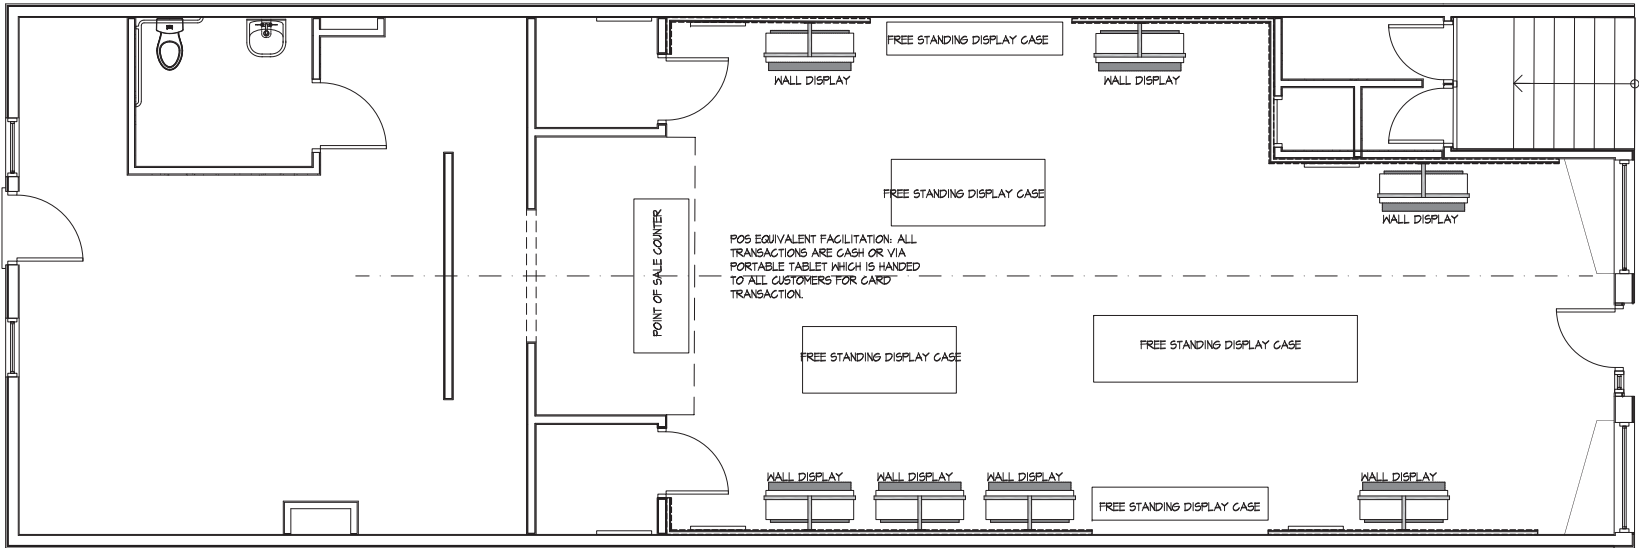 FREE STANDING DISPLAY CASE
WALL DISPLAY
WALL DISPLAY
FREE STANDING DISPLAY CASE
WALL DISPLAY
POINT OF SALE COUNTER
POS EQUIVALENT FACILITATION: ALL
TRANSACTIONS ARE CASH OR VIA
PORTABLE TABLET WHICH IS HANDED
TO ALL CUSTOMERS FOR CARD
TRANSACTION.
FREE STANDING DISPLAY CASE
FREE STANDING DISPLAY CASE
WALL DISPLAY
WALL DISPLAY
WALL DISPLAY
WALL DISPLAY
FREE STANDING DISPLAY CASE